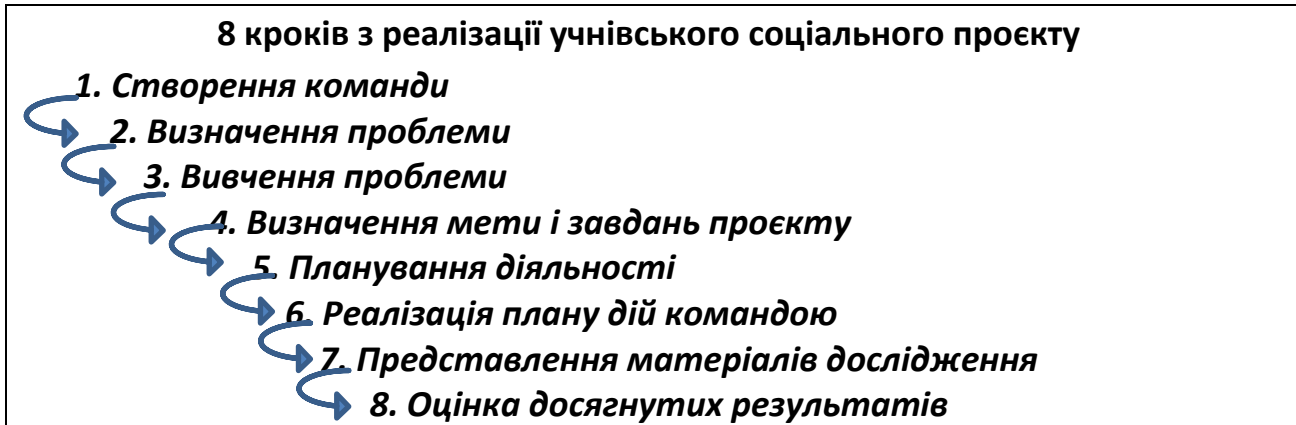 8 кроків з реалізації учнівського соціального проєкту
1. Створення команди
2. Визначення проблеми
3. Вивчення проблеми
4. Визначення мети і завдань проєкту
5. Планування діяльності
6. Реалізація плану дій командою
7. Представлення матеріалів дослідження
8. Оцінка досягнутих результатів